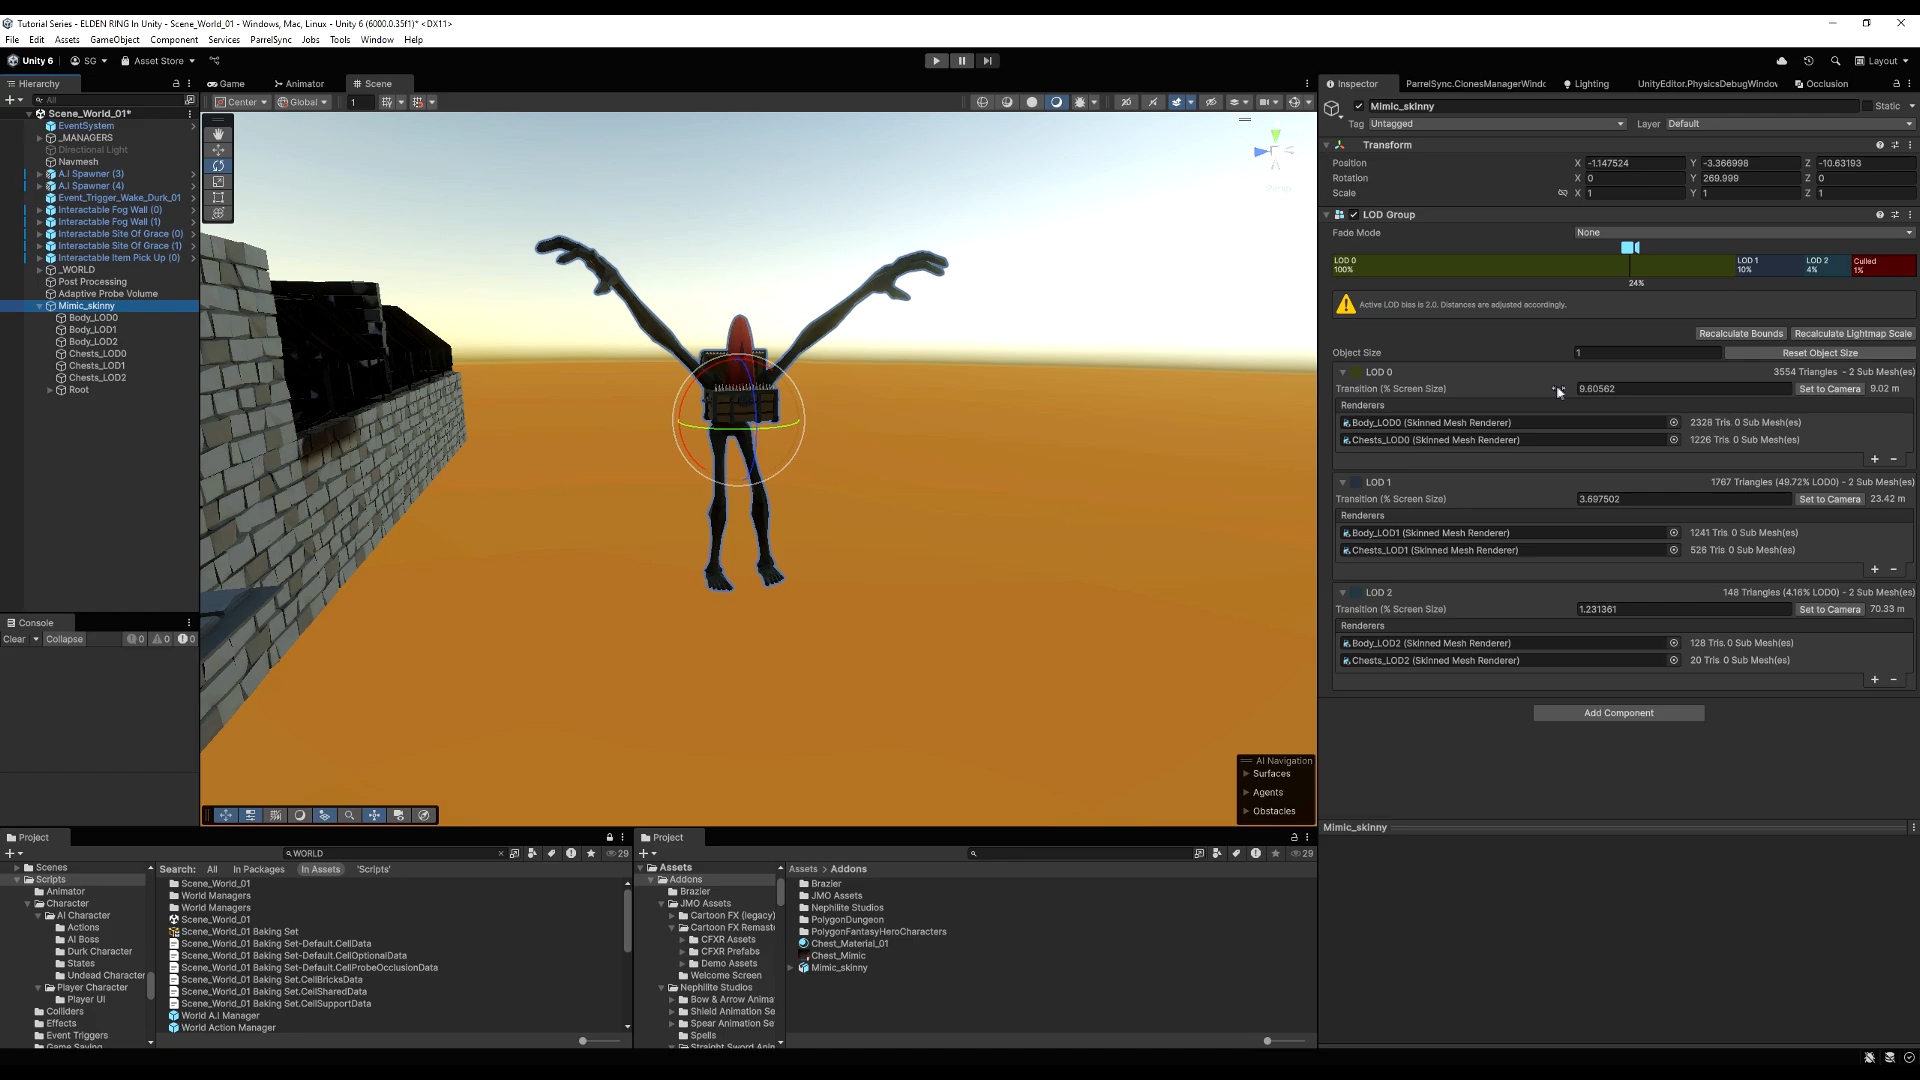 Tutorial Series - ELDEN RING In Unity - Scene_World_01 - Windows, Mac, Linux - Unity 6 (6000.0.35f1)* <DX11>
File Edit Assets GameObject Component Services ParrelSync Jobs Tools Window Help
Unity 6 SG Asset Store Layout
Hierarchy
All
Scene_World_01*
EventSystem
_MANAGERS
Directional Light
Navmesh
A.I Spawner (3)
A.I Spawner (4)
Event_Trigger_Wake_Durk_01
Interactable Fog Wall (0)
Interactable Fog Wall (1)
Interactable Site Of Grace (0)
Interactable Site Of Grace (1)
Interactable Item Pick Up (0)
_WORLD
Post Processing
Adaptive Probe Volume
Mimic_skinny
Body_LOD0
Body_LOD1
Body_LOD2
Chests_LOD0
Chests_LOD1
Chests_LOD2
Root
Console
Clear Collapse 0 0 0
Game Animator Scene
Center Global 1
Persp
AI Navigation
Surfaces
Agents
Obstacles
Inspector ParrelSync.ClonesManagerWindc Lighting UnityEditor.PhysicsDebugWindov Occlusion
Mimic_skinny Static
Tag Untagged Layer Default
Transform
Position X -1.147524 Y -3.366998 Z -10.63193
Rotation X 0 Y 269.999 Z 0
Scale X 1 Y 1 Z 1
LOD Group
Fade Mode None
LOD 0 LOD 1 LOD 2 Culled
100% 10% 4% 1%
24%
Active LOD bias is 2.0. Distances are adjusted accordingly.
Recalculate Bounds Recalculate Lightmap Scale
Object Size 1 Reset Object Size
LOD 0 3554 Triangles - 2 Sub Mesh(es)
Transition (% Screen Size) 9.60562 Set to Camera 9.02 m
Renderers
Body_LOD0 (Skinned Mesh Renderer) 2328 Tris. 0 Sub Mesh(es)
Chests_LOD0 (Skinned Mesh Renderer) 1226 Tris. 0 Sub Mesh(es)
LOD 1 1767 Triangles (49.72% LOD0) - 2 Sub Mesh(es)
Transition (% Screen Size) 3.697502 Set to Camera 23.42 m
Renderers
Body_LOD1 (Skinned Mesh Renderer) 1241 Tris. 0 Sub Mesh(es)
Chests_LOD1 (Skinned Mesh Renderer) 526 Tris. 0 Sub Mesh(es)
LOD 2 148 Triangles (4.16% LOD0) - 2 Sub Mesh(es)
Transition (% Screen Size) 1.231361 Set to Camera 70.33 m
Renderers
Body_LOD2 (Skinned Mesh Renderer) 128 Tris. 0 Sub Mesh(es)
Chests_LOD2 (Skinned Mesh Renderer) 20 Tris. 0 Sub Mesh(es)
Add Component
Mimic_skinny
Project
WORLD 29
Scenes
Scripts
Animator
Character
AI Character
Actions
AI Boss
Durk Character
States
Undead Character
Player Character
Player UI
Colliders
Effects
Event Triggers
Game Saving
Search: All In Packages In Assets 'Scripts'
Scene_World_01
World Managers
World Managers
Scene_World_01
Scene_World_01 Baking Set
Scene_World_01 Baking Set-Default.CellData
Scene_World_01 Baking Set-Default.CellOptionalData
Scene_World_01 Baking Set-Default.CellProbeOcclusionData
Scene_World_01 Baking Set.CellBricksData
Scene_World_01 Baking Set.CellSharedData
Scene_World_01 Baking Set.CellSupportData
World A.I Manager
World Action Manager
Project
29
Assets
Addons
Brazier
JMO Assets
Cartoon FX (legacy)
Cartoon FX Remast
CFXR Assets
CFXR Prefabs
Demo Assets
Welcome Screen
Nephilite Studios
Bow & Arrow Anima
Shield Animation Se
Spear Animation Se
Spells
Straight Sword Anin
Assets > Addons
Brazier
JMO Assets
Nephilite Studios
PolygonDungeon
PolygonFantasyHeroCharacters
Chest_Material_01
Chest_Mimic
Mimic_skinny